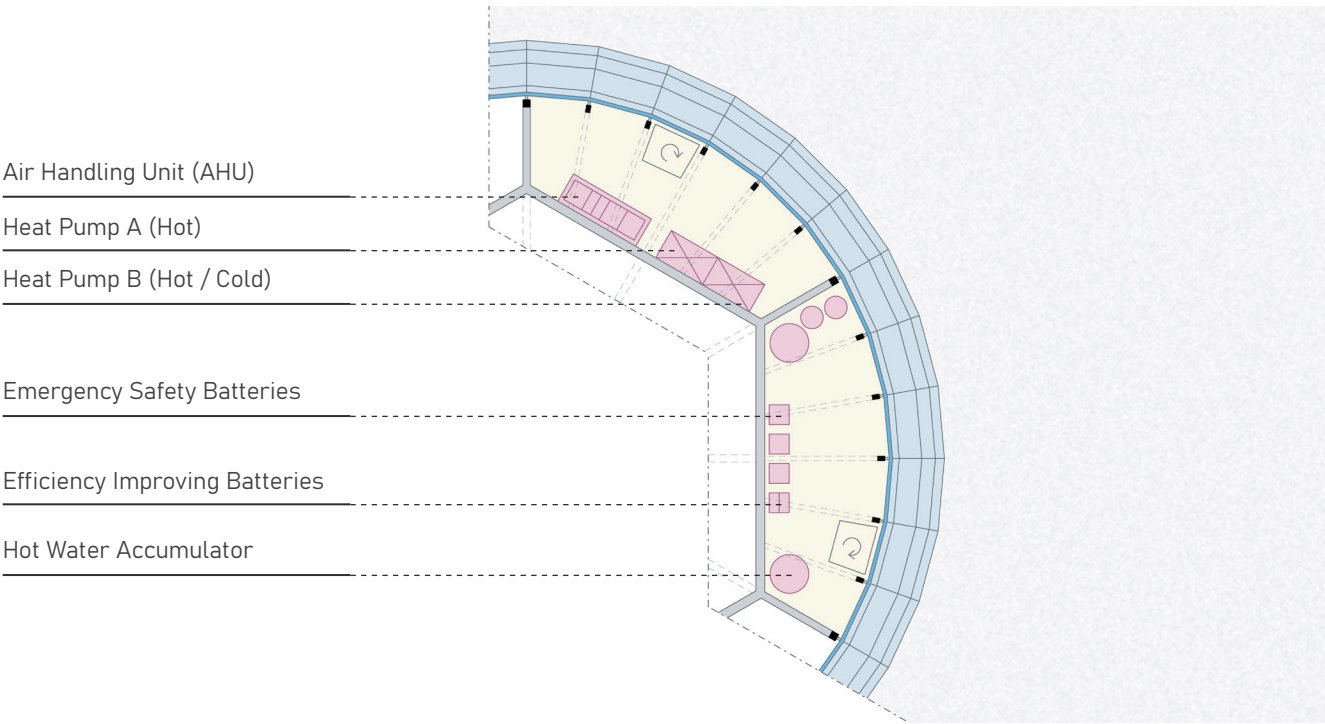 Air Handling Unit (AHU)
Heat Pump A (Hot)
Heat Pump B (Hot / Cold)
Emergency Safety Batteries
Efficiency Improving Batteries
Hot Water Accumulator